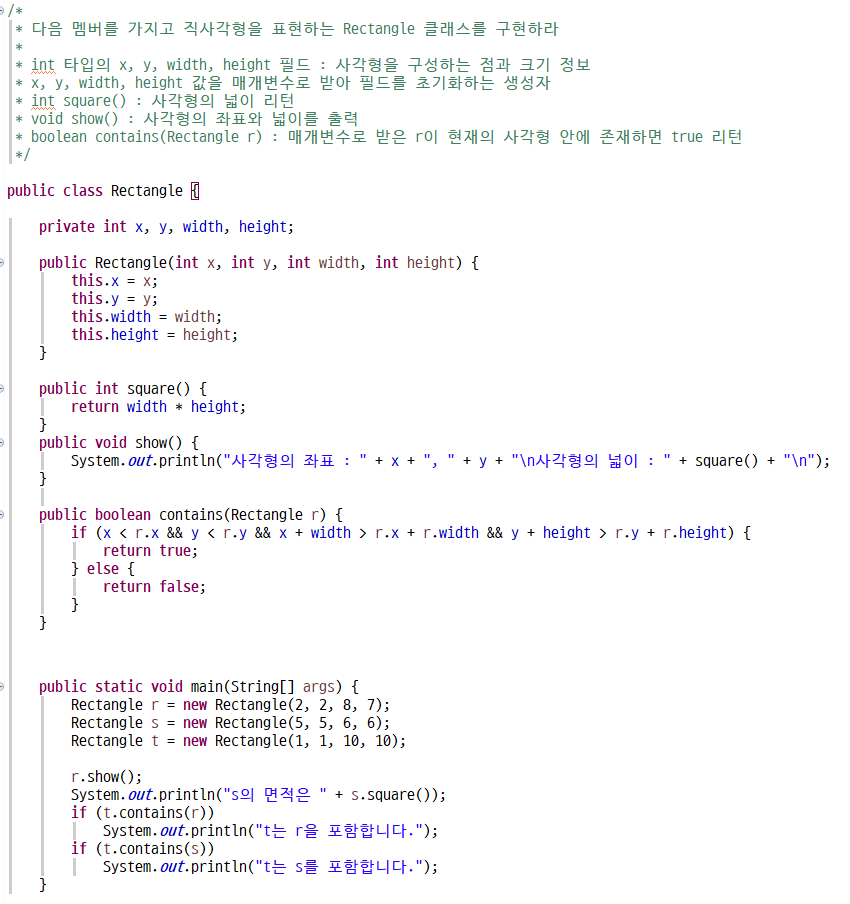 /*
 * 다음 멤버를 가지고 직사각형을 표현하는 Rectangle 클래스를 구현하라
 *
 * int 타입의 x, y, width, height 필드 : 사각형을 구성하는 점과 크기 정보
 * x, y, width, height 값을 매개변수로 받아 필드를 초기화하는 생성자
 * int square() : 사각형의 넓이 리턴
 * void show() : 사각형의 좌표와 넓이를 출력
 * boolean contains(Rectangle r) : 매개변수로 받은 r이 현재의 사각형 안에 존재하면 true 리턴
 */
public class Rectangle {
    private int x, y, width, height;
    public Rectangle(int x, int y, int width, int height) {
        this.x = x;
        this.y = y;
        this.width = width;
        this.height = height;
    }
    public int square() {
        return width * height;
    }
    public void show() {
        System.out.println("사각형의 좌표 : " + x + ", " + y + "\n사각형의 넓이 : " + square() + "\n");
    }
    public boolean contains(Rectangle r) {
        if (x < r.x && y < r.y && x + width > r.x + r.width && y + height > r.y + r.height) {
            return true;
        } else {
            return false;
        }
    }
    public static void main(String[] args) {
        Rectangle r = new Rectangle(2, 2, 8, 7);
        Rectangle s = new Rectangle(5, 5, 6, 6);
        Rectangle t = new Rectangle(1, 1, 10, 10);
        r.show();
        System.out.println("s의 면적은 " + s.square());
        if (t.contains(r))
            System.out.println("t는 r을 포함합니다.");
        if (t.contains(s))
            System.out.println("t는 s를 포함합니다.");
    }